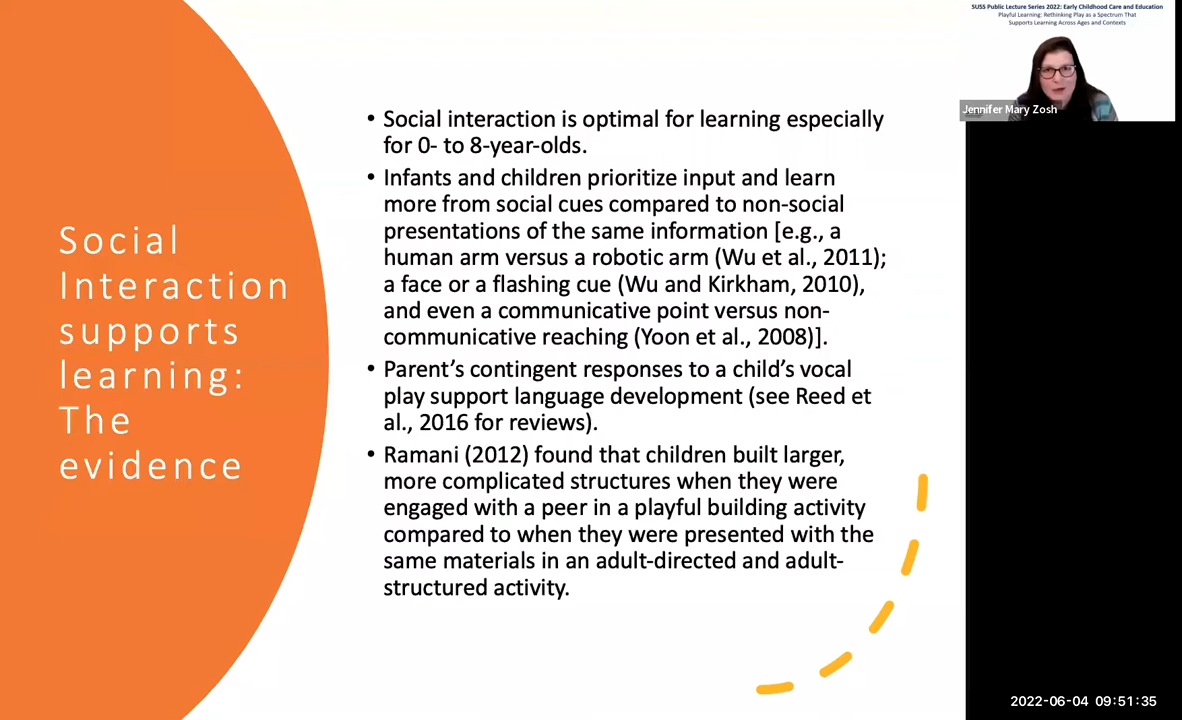 Social
Interaction
supports
learning:
The
evidence
• Social interaction is optimal for learning especially
for 0- to 8-year-olds.
• Infants and children prioritize input and learn
more from social cues compared to non-social
presentations of the same information [e.g., a
human arm versus a robotic arm (Wu et al., 2011);
a face or a flashing cue (Wu and Kirkham, 2010),
and even a communicative point versus non-
communicative reaching (Yoon et al., 2008)].
• Parent’s contingent responses to a child’s vocal
play support language development (see Reed et
al., 2016 for reviews).
• Ramani (2012) found that children built larger,
more complicated structures when they were
engaged with a peer in a playful building activity
compared to when they were presented with the
same materials in an adult-directed and adult-
structured activity.
SUSS Public Lecture Series 2022: Early Childhood Care and Education
Playful Learning: Rethinking Play as a Spectrum That
Supports Learning Across Ages and Contexts
Jennifer Mary Zosh
2022-06-04 09:51:35